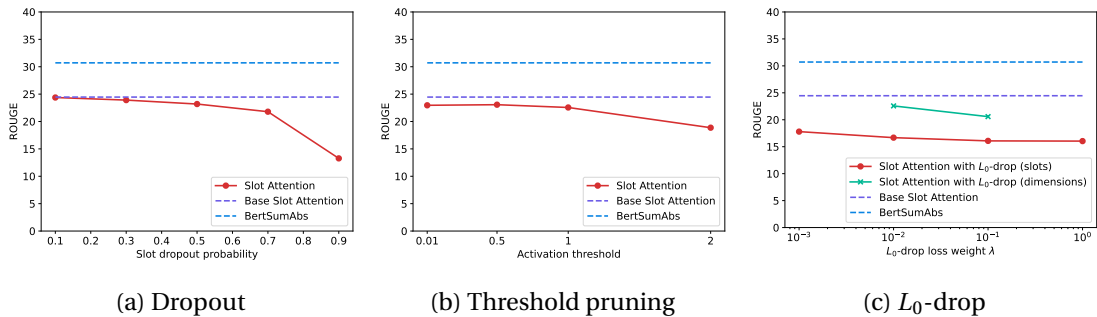 40
35
30
25
20
15
10
5
0
ROUGE
Slot Attention
Base Slot Attention
BertSumAbs
0.1 0.2 0.3 0.4 0.5 0.6 0.7 0.8 0.9
Slot dropout probability
(a) Dropout
40
35
30
25
20
15
10
5
0
ROUGE
Slot Attention
Base Slot Attention
BertSumAbs
0.01 0.5 1 2
Activation threshold
(b) Threshold pruning
40
35
30
25
20
15
10
5
0
ROUGE
Slot Attention with L₀-drop (slots)
Slot Attention with L₀-drop (dimensions)
Base Slot Attention
BertSumAbs
10⁻³ 10⁻² 10⁻¹ 10⁰
L₀-drop loss weight λ
(c) L₀-drop